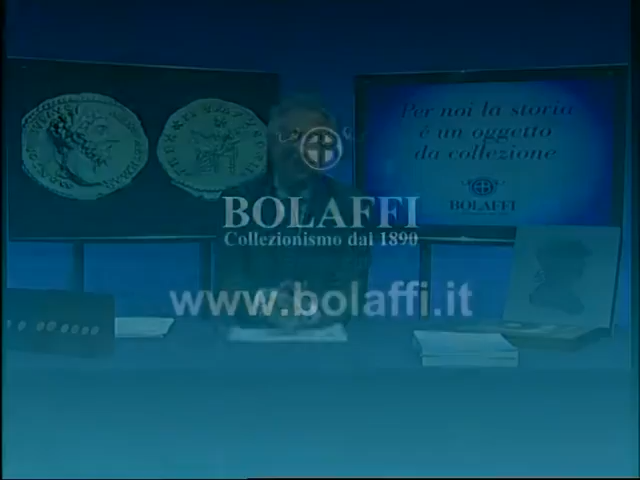 Per noi la storia
è un oggetto
da collezione
BOLAFFI
BOLAFFI
Collezionismo dal 1890
www.bolaffi.it